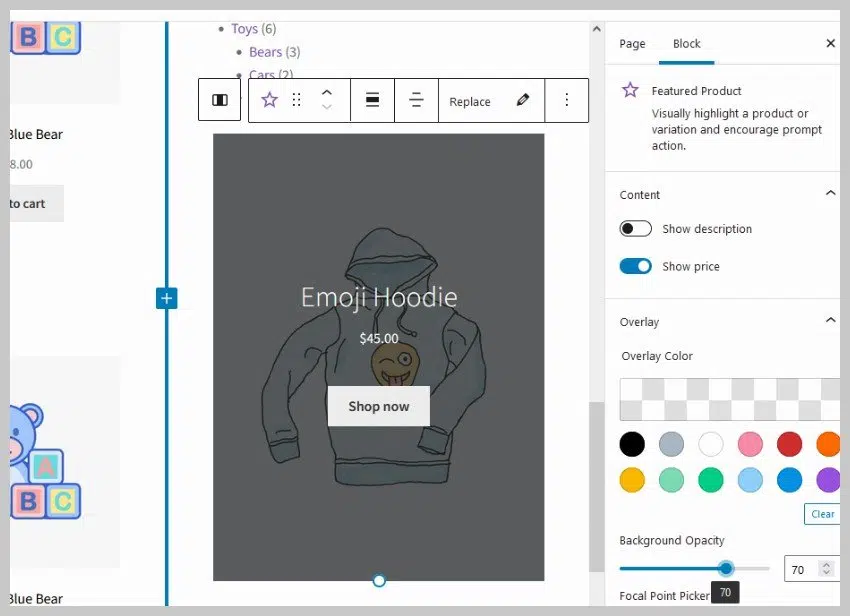 Toys (6)
Bears (3)
Cars (2)
Replace
B C
Blue Bear
8.00
to cart
Emoji Hoodie
$45.00
Shop now
A
B C
Blue Bear
Page Block
Featured Product
Visually highlight a product or
variation and encourage prompt
action.
Content
Show description
Show price
Overlay
Overlay Color
Clear
Background Opacity
70
70
Focal Point Picker